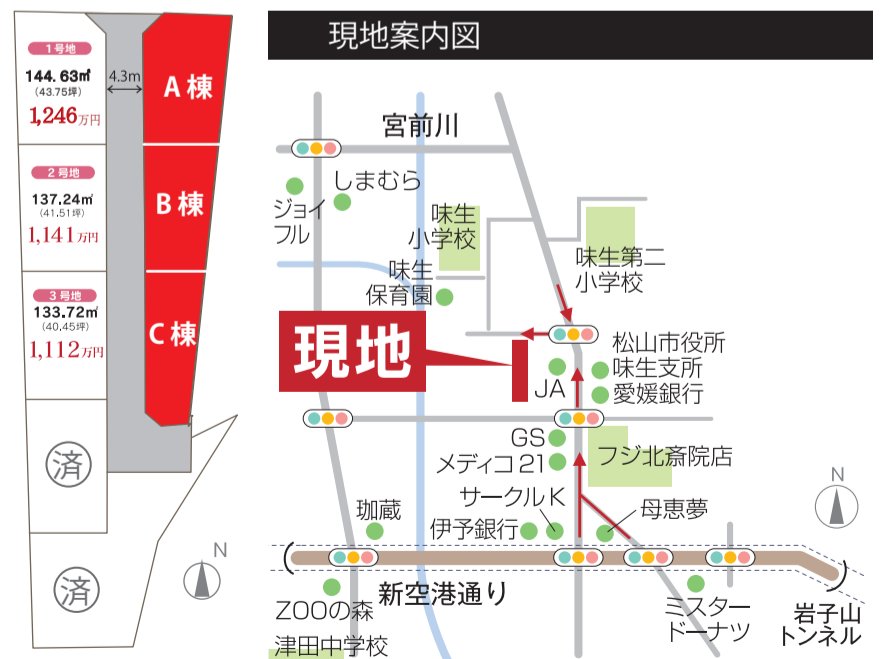 1号地
144.63㎡
(43.75坪)
1,246万円
4.3m
A棟
2号地
137.24㎡
(41.51坪)
1,141万円
B棟
3号地
133.72㎡
(40.45坪)
1,112万円
C棟
済
済
N
現地案内図
宮前川
しまむら
ジョイ
フル
味生
小学校
味生第二
小学校
味生
保育園
現地
松山市役所
味生支所
JA
愛媛銀行
GS
メディコ21
フジ北斎院店
サークルK
母恵夢
伊予銀行
珈蔵
N
新空港通り
ZOOの森
津田中学校
ミスター
ドーナツ
岩子山
トンネル